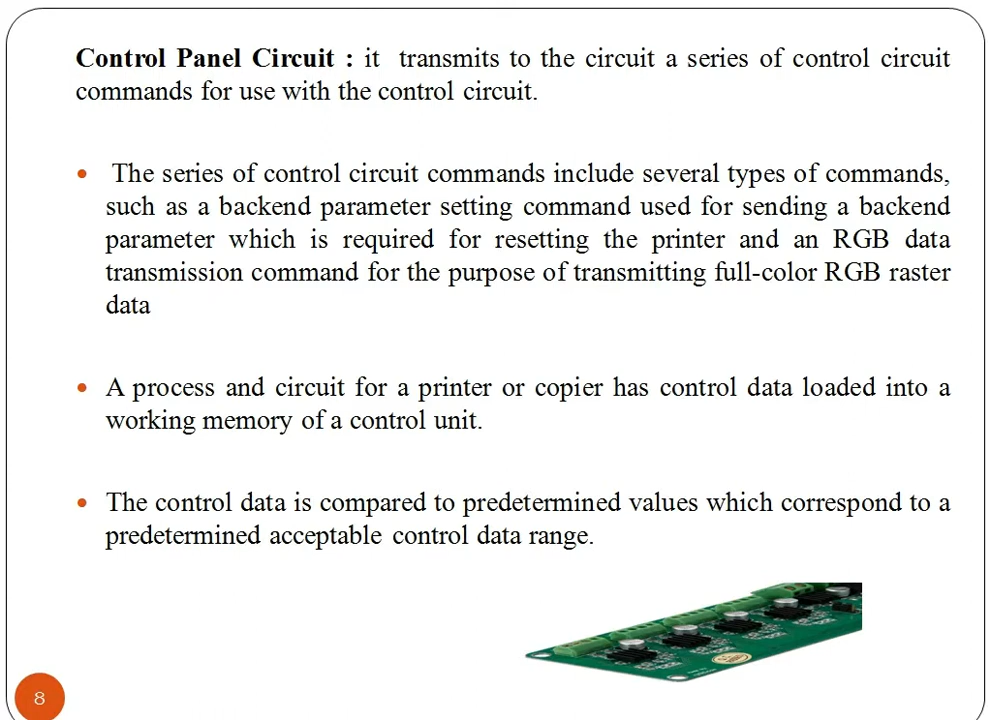 Control Panel Circuit : it transmits to the circuit a series of control circuit
commands for use with the control circuit.
• The series of control circuit commands include several types of commands,
such as a backend parameter setting command used for sending a backend
parameter which is required for resetting the printer and an RGB data
transmission command for the purpose of transmitting full-color RGB raster
data
• A process and circuit for a printer or copier has control data loaded into a
working memory of a control unit.
• The control data is compared to predetermined values which correspond to a
predetermined acceptable control data range.
8